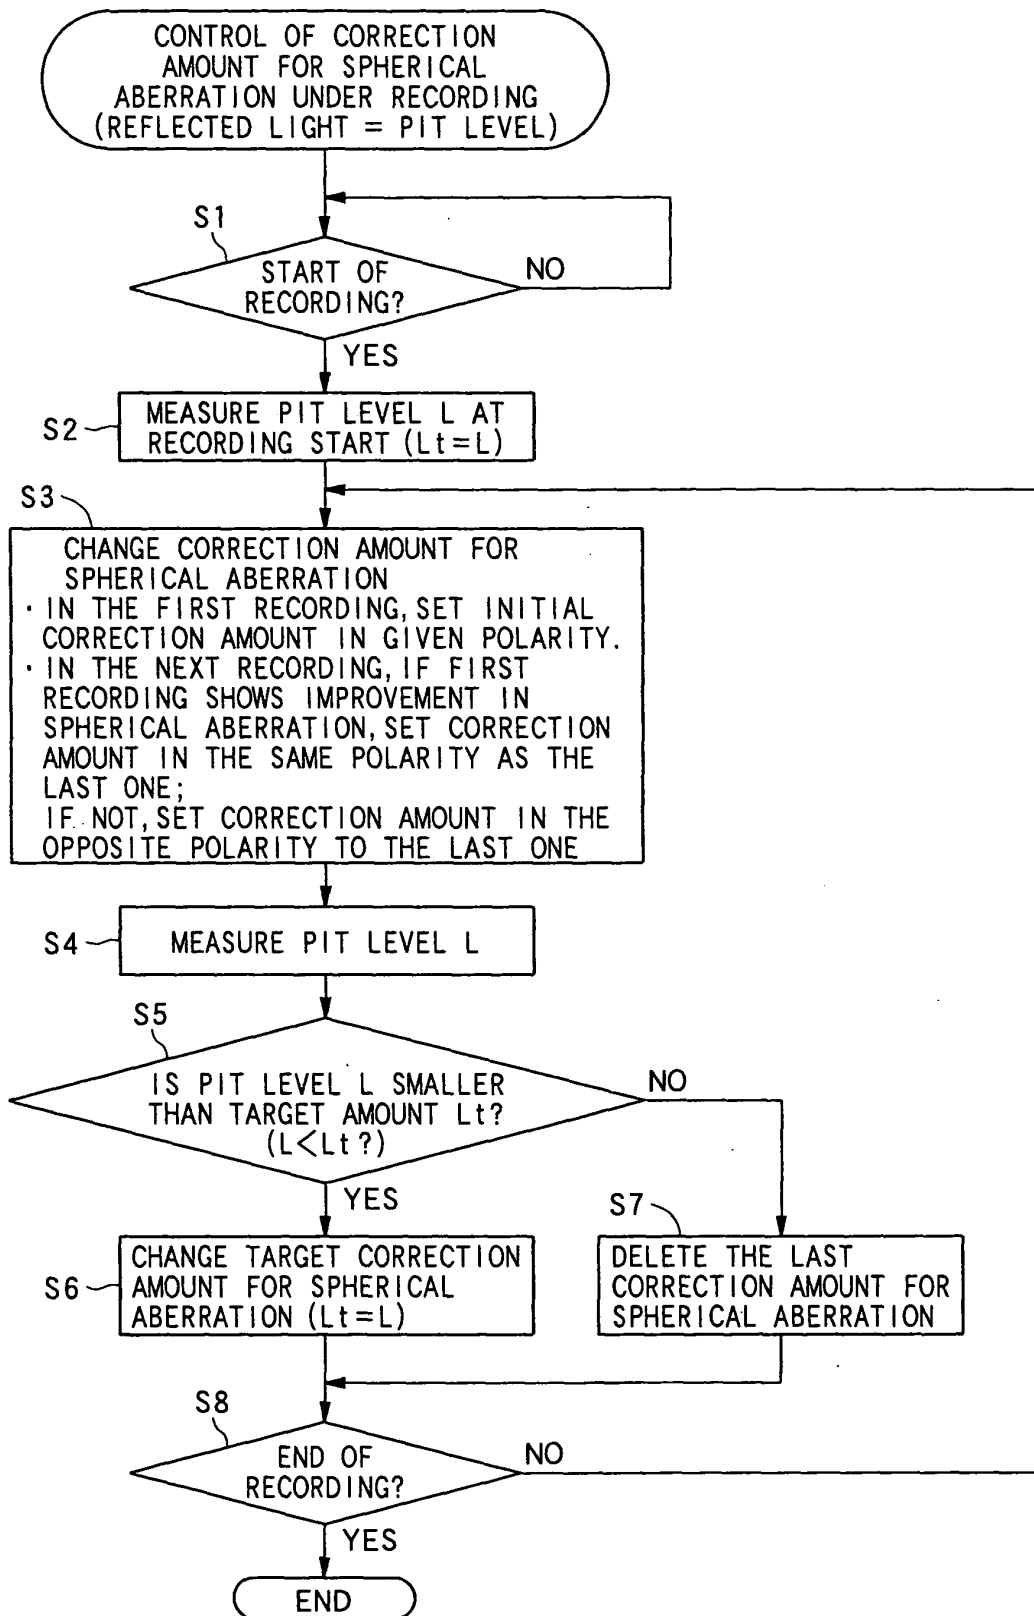 CONTROL OF CORRECTION
AMOUNT FOR SPHERICAL
ABERRATION UNDER RECORDING
(REFLECTED LIGHT = PIT LEVEL)
S1
START OF
RECORDING?
NO
YES
S2
MEASURE PIT LEVEL L AT
RECORDING START (Lt=L)
S3
CHANGE CORRECTION AMOUNT FOR
SPHERICAL ABERRATION
· IN THE FIRST RECORDING, SET INITIAL
CORRECTION AMOUNT IN GIVEN POLARITY.
· IN THE NEXT RECORDING, IF FIRST
RECORDING SHOWS IMPROVEMENT IN
SPHERICAL ABERRATION, SET CORRECTION
AMOUNT IN THE SAME POLARITY AS THE
LAST ONE;
IF NOT, SET CORRECTION AMOUNT IN THE
OPPOSITE POLARITY TO THE LAST ONE
S4
MEASURE PIT LEVEL L
S5
IS PIT LEVEL L SMALLER
THAN TARGET AMOUNT Lt?
(L<Lt?)
NO
YES
S6
CHANGE TARGET CORRECTION
AMOUNT FOR SPHERICAL
ABERRATION (Lt=L)
S7
DELETE THE LAST
CORRECTION AMOUNT FOR
SPHERICAL ABERRATION
S8
END OF
RECORDING?
NO
YES
END